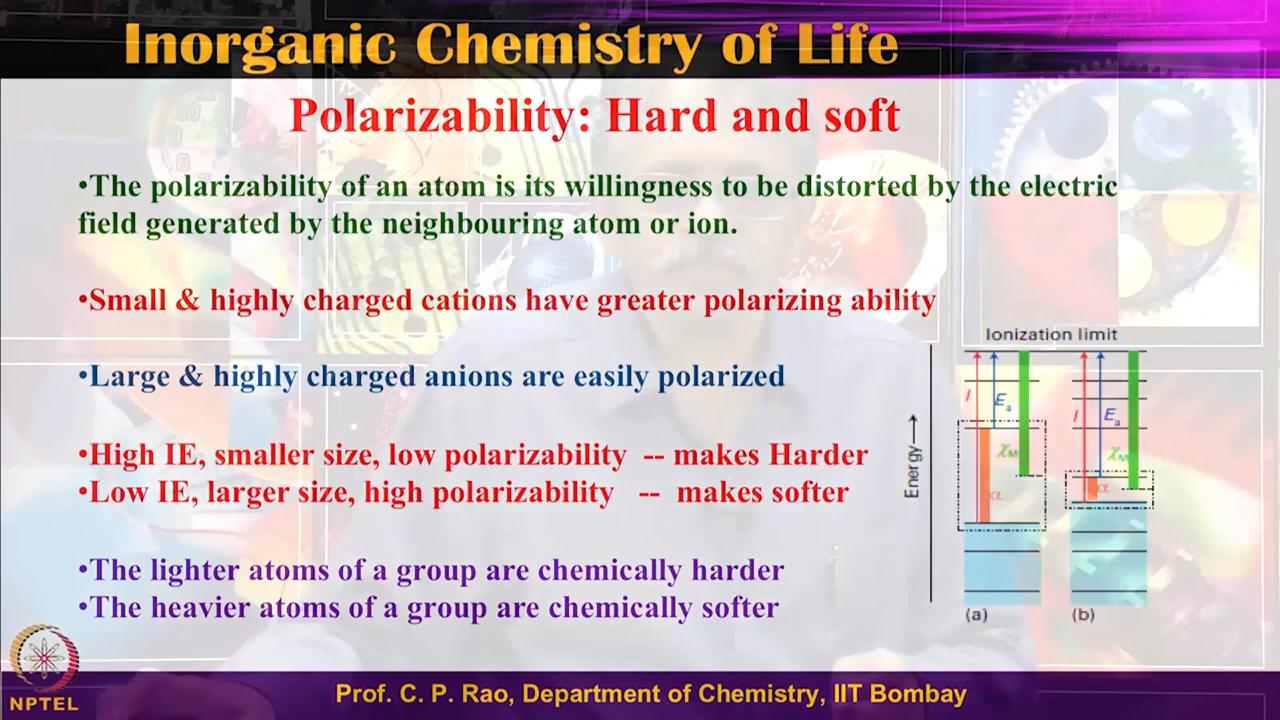 Inorganic Chemistry of Life
Polarizability: Hard and soft
•The polarizability of an atom is its willingness to be distorted by the electric
field generated by the neighbouring atom or ion.
•Small & highly charged cations have greater polarizing ability
•Large & highly charged anions are easily polarized
•High IE, smaller size, low polarizability -- makes Harder
•Low IE, larger size, high polarizability -- makes softer
•The lighter atoms of a group are chemically harder
•The heavier atoms of a group are chemically softer
Ionization limit
Energy→
I Eₐ χM α
I Eₐ χM α
(a) (b)
NPTEL
Prof. C. P. Rao, Department of Chemistry, IIT Bombay